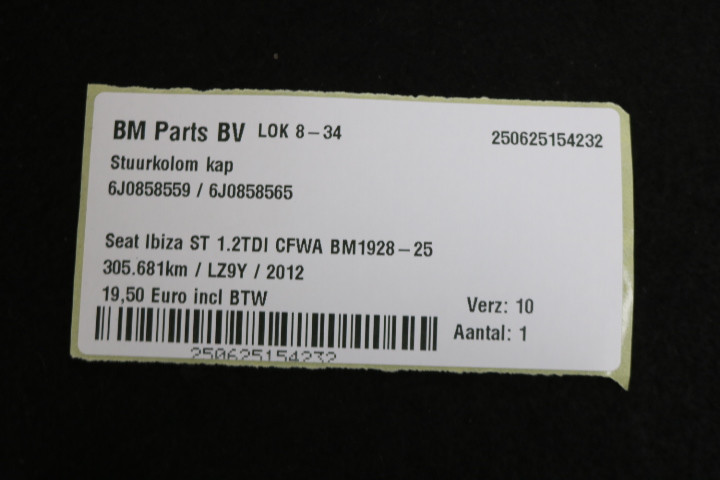 BM Parts BV LOK 8-34 250625154232
Stuurkolom kap
6J0858559 / 6J0858565
Seat Ibiza ST 1.2TDI CFWA BM1928-25
305.681km / LZ9Y / 2012
19,50 Euro incl BTW
Verz: 10
Aantal: 1
250625154232